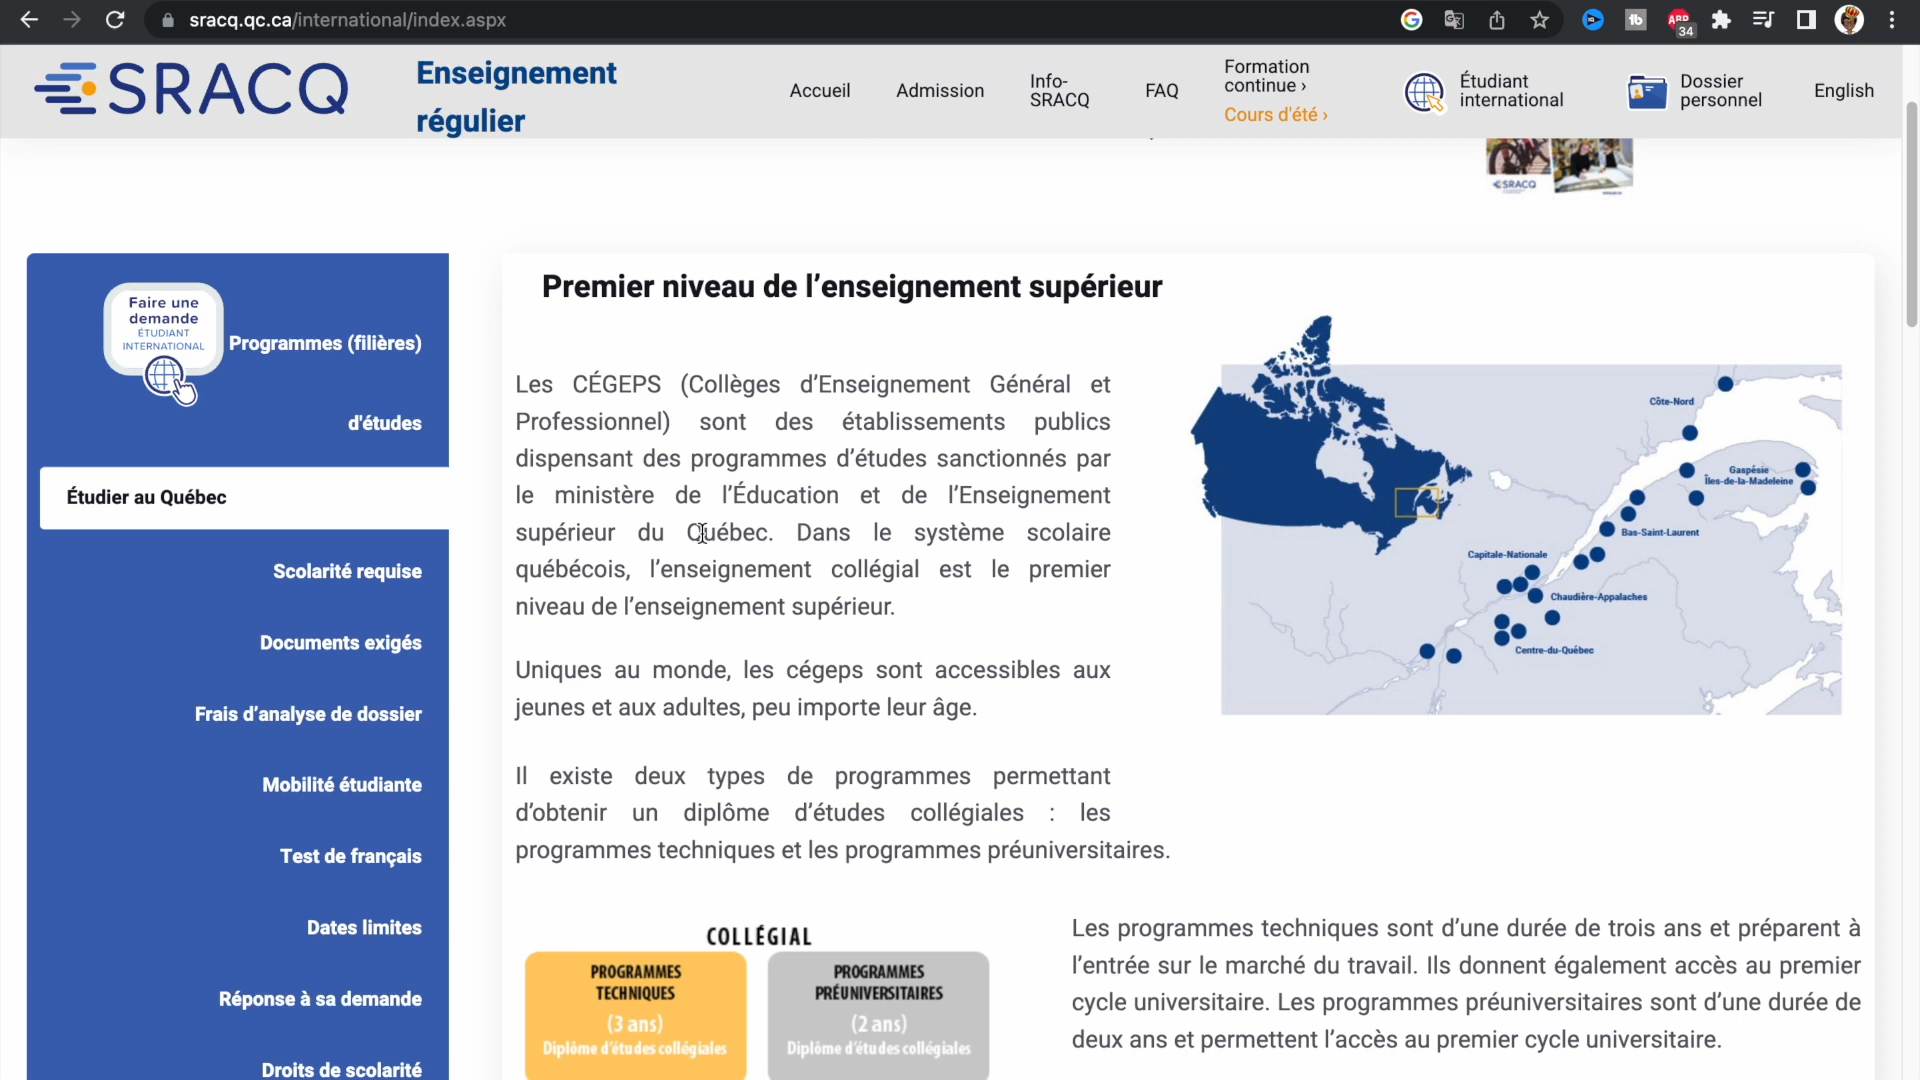 sracq.qc.ca/international/index.aspx
34
SRACQ
Enseignement
régulier
Accueil
Admission
Info-
SRACQ
FAQ
Formation
continue ›
Cours d'été ›
Étudiant
international
Dossier
personnel
English
SRACQ
Faire une
demande
ÉTUDIANT
INTERNATIONAL
Programmes (filières)
d'études
Étudier au Québec
Scolarité requise
Documents exigés
Frais d’analyse de dossier
Mobilité étudiante
Test de français
Dates limites
Réponse à sa demande
Droits de scolarité
Premier niveau de l’enseignement supérieur
Les CÉGEPS (Collèges d’Enseignement Général et
Professionnel) sont des établissements publics
dispensant des programmes d’études sanctionnés par
le ministère de l’Éducation et de l’Enseignement
supérieur du Québec. Dans le système scolaire
québécois, l’enseignement collégial est le premier
niveau de l’enseignement supérieur.
Uniques au monde, les cégeps sont accessibles aux
jeunes et aux adultes, peu importe leur âge.
Il existe deux types de programmes permettant
d’obtenir un diplôme d’études collégiales : les
programmes techniques et les programmes préuniversitaires.
Côte-Nord
Gaspésie
Îles-de-la-Madeleine
Bas-Saint-Laurent
Capitale-Nationale
Chaudière-Appalaches
Centre-du-Québec
COLLÉGIAL
PROGRAMMES
TECHNIQUES
(3 ans)
Diplôme d’études collégiales
PROGRAMMES
PRÉUNIVERSITAIRES
(2 ans)
Diplôme d’études collégiales
Les programmes techniques sont d’une durée de trois ans et préparent à
l’entrée sur le marché du travail. Ils donnent également accès au premier
cycle universitaire. Les programmes préuniversitaires sont d’une durée de
deux ans et permettent l’accès au premier cycle universitaire.